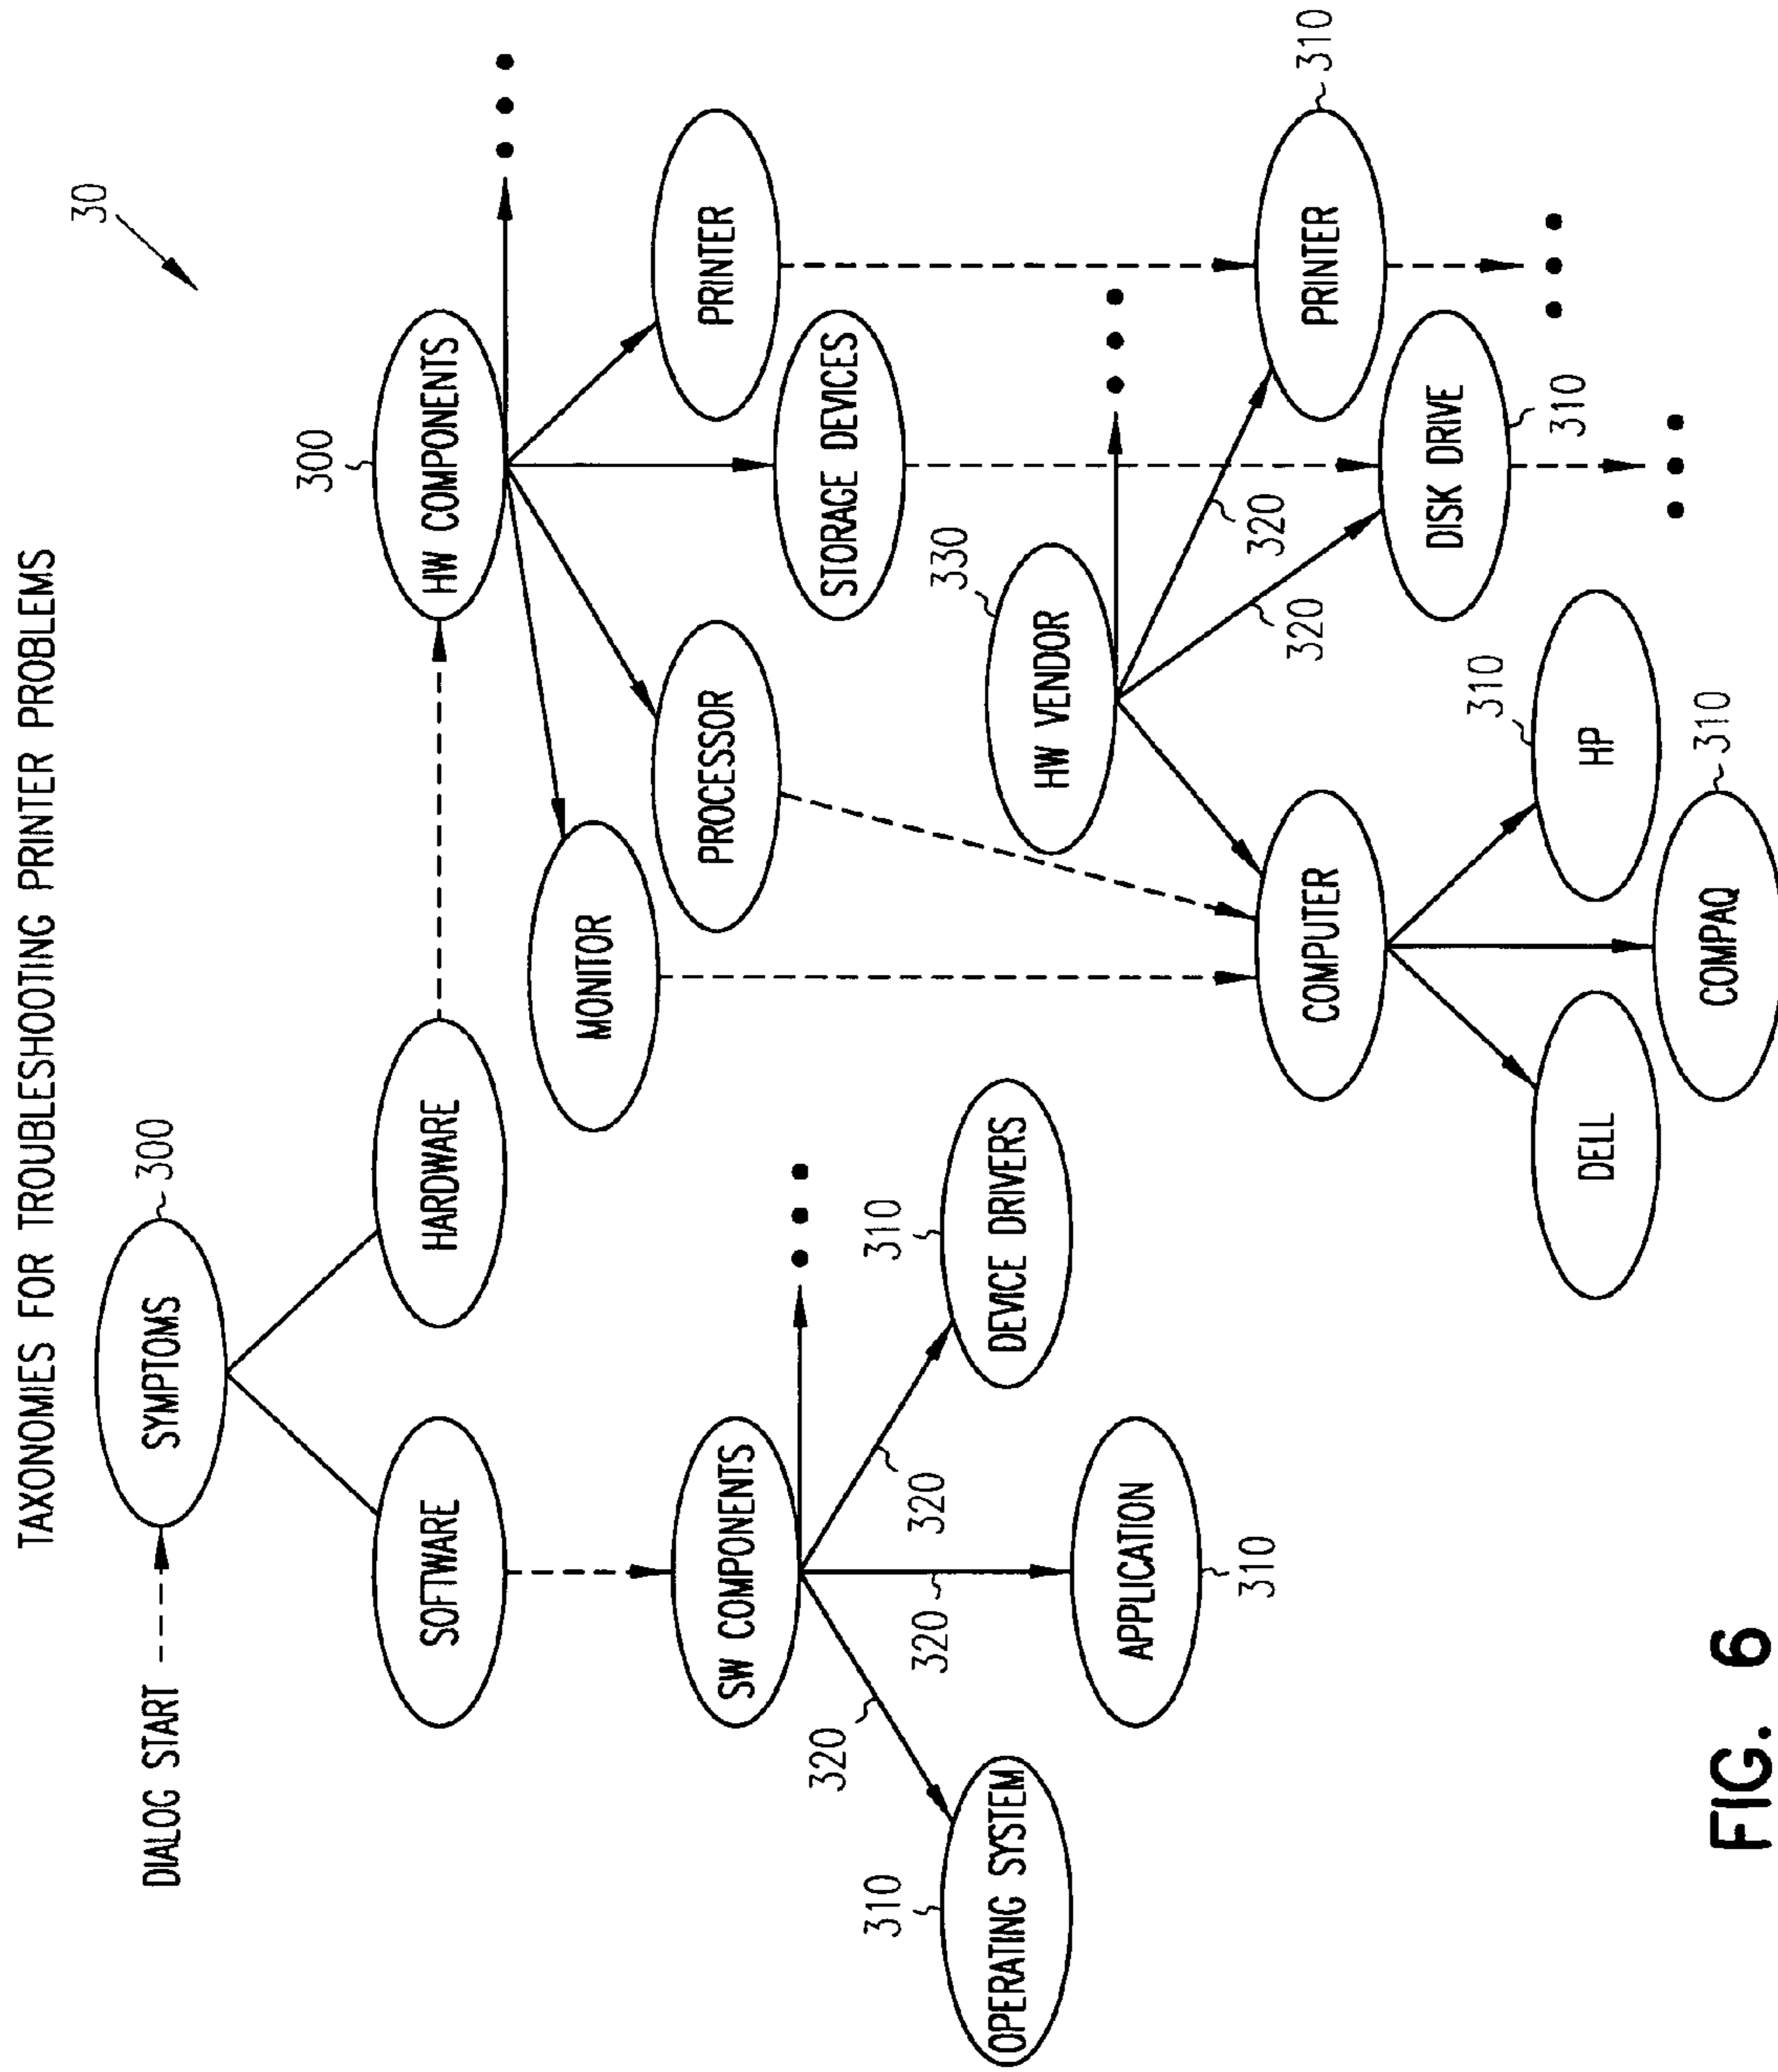 TAXONOMIES FOR TROUBLESHOOTING PRINTER PROBLEMS
30
DIALOG START
SYMPTOMS
300
300
SOFTWARE
HARDWARE
HW COMPONENTS
MONITOR
PROCESSOR
PRINTER
STORAGE DEVICES
SW COMPONENTS
320
320
320
310
OPERATING SYSTEM
310
DEVICE DRIVERS
APPLICATION
310
HW VENDOR
330
320
320
COMPUTER
PRINTER
310
DISK DRIVE
310
DELL
HP
310
COMPAQ
310
FIG. 6